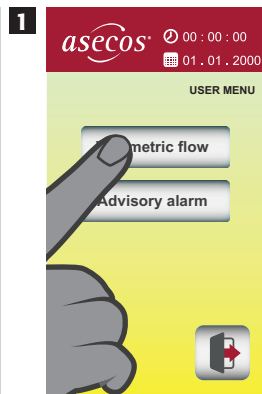 1
asecos® 00 : 00 : 00
01 . 01 . 2000
USER MENU
metric flow
Advisory alarm